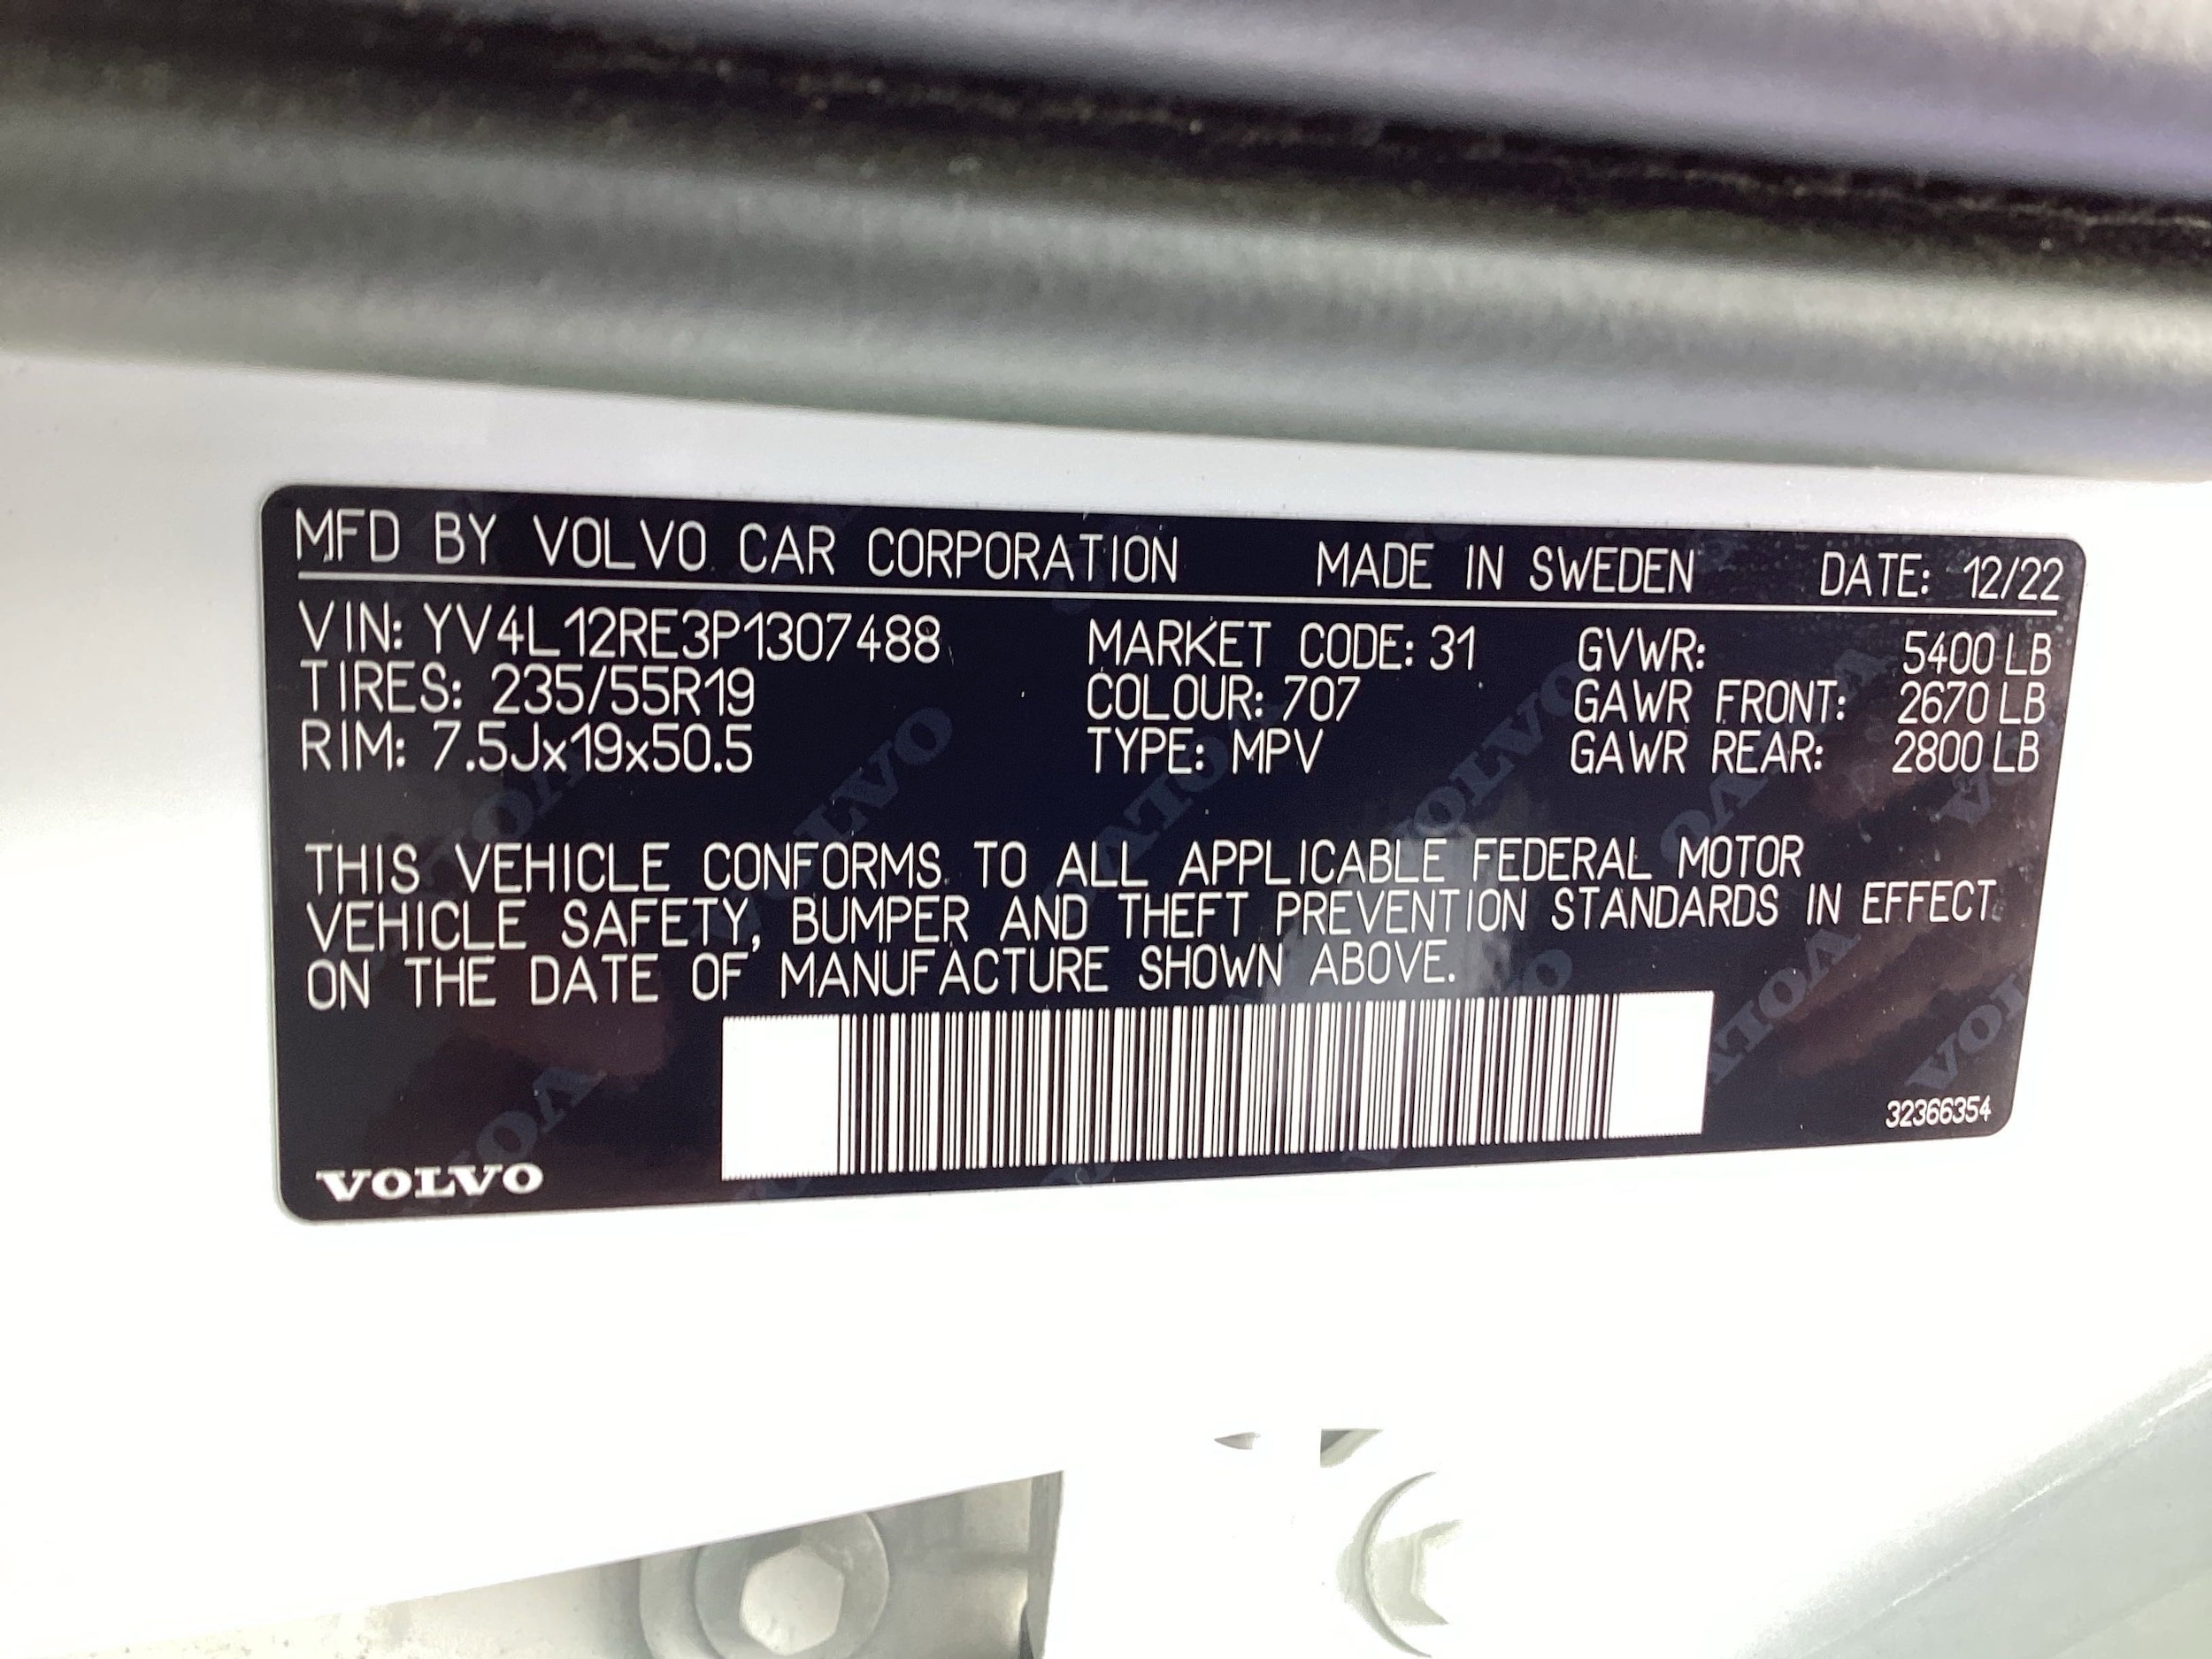 MFD BY VOLVO CAR CORPORATION MADE IN SWEDEN DATE: 12/22
VIN: YV4L12RE3P1307488 MARKET CODE: 31 GVWR: 5400 LB
TIRES: 235/55R19 COLOUR: 707 GAWR FRONT: 2670 LB
RIM: 7.5Jx19x50.5 TYPE: MPV GAWR REAR: 2800 LB
THIS VEHICLE CONFORMS TO ALL APPLICABLE FEDERAL MOTOR
VEHICLE SAFETY, BUMPER AND THEFT PREVENTION STANDARDS IN EFFECT
ON THE DATE OF MANUFACTURE SHOWN ABOVE.
32366354
VOLVO